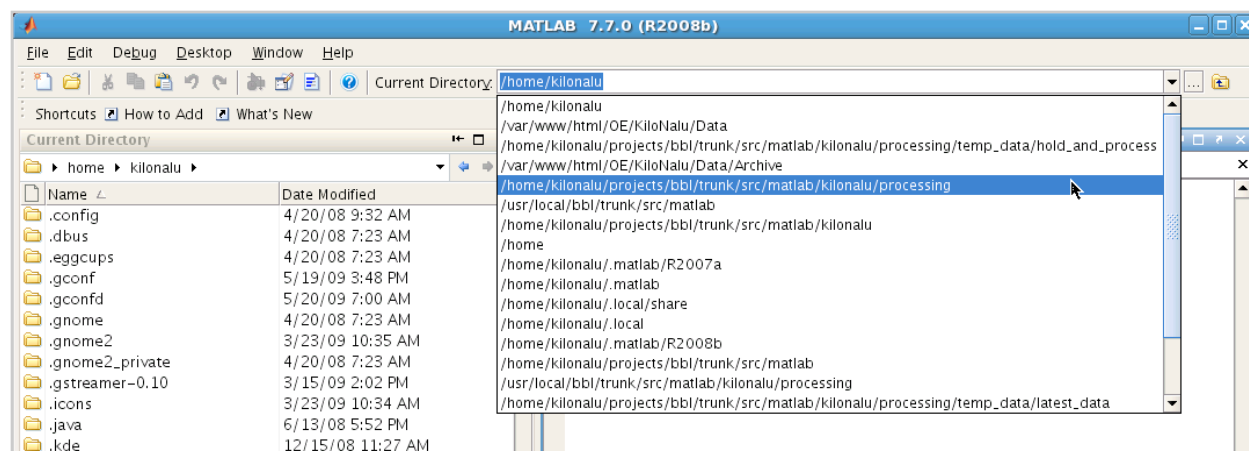 MATLAB 7.7.0 (R2008b)
File Edit Debug Desktop Window Help
Current Directory: /home/kilonalu
Shortcuts How to Add What's New
Current Directory
home kilonalu
Name Date Modified
.config 4/20/08 9:32 AM
.dbus 4/20/08 7:23 AM
.eggcups 4/20/08 7:23 AM
.gconf 5/19/09 3:48 PM
.gconfd 5/20/09 7:00 AM
.gnome 4/20/08 7:23 AM
.gnome2 3/23/09 10:35 AM
.gnome2_private 4/20/08 7:23 AM
.gstreamer-0.10 3/15/09 2:02 PM
.icons 3/23/09 10:34 AM
.java 6/13/08 5:52 PM
.kde 12/15/08 11:27 AM
/home/kilonalu
/var/www/html/OE/KiloNalu/Data
/home/kilonalu/projects/bbl/trunk/src/matlab/kilonalu/processing/temp_data/hold_and_process
/var/www/html/OE/KiloNalu/Data/Archive
/home/kilonalu/projects/bbl/trunk/src/matlab/kilonalu/processing
/usr/local/bbl/trunk/src/matlab
/home/kilonalu/projects/bbl/trunk/src/matlab/kilonalu
/home
/home/kilonalu/.matlab/R2007a
/home/kilonalu/.matlab
/home/kilonalu/.local/share
/home/kilonalu/.local
/home/kilonalu/.matlab/R2008b
/home/kilonalu/projects/bbl/trunk/src/matlab
/usr/local/bbl/trunk/src/matlab/kilonalu/processing
/home/kilonalu/projects/bbl/trunk/src/matlab/kilonalu/processing/temp_data/latest_data